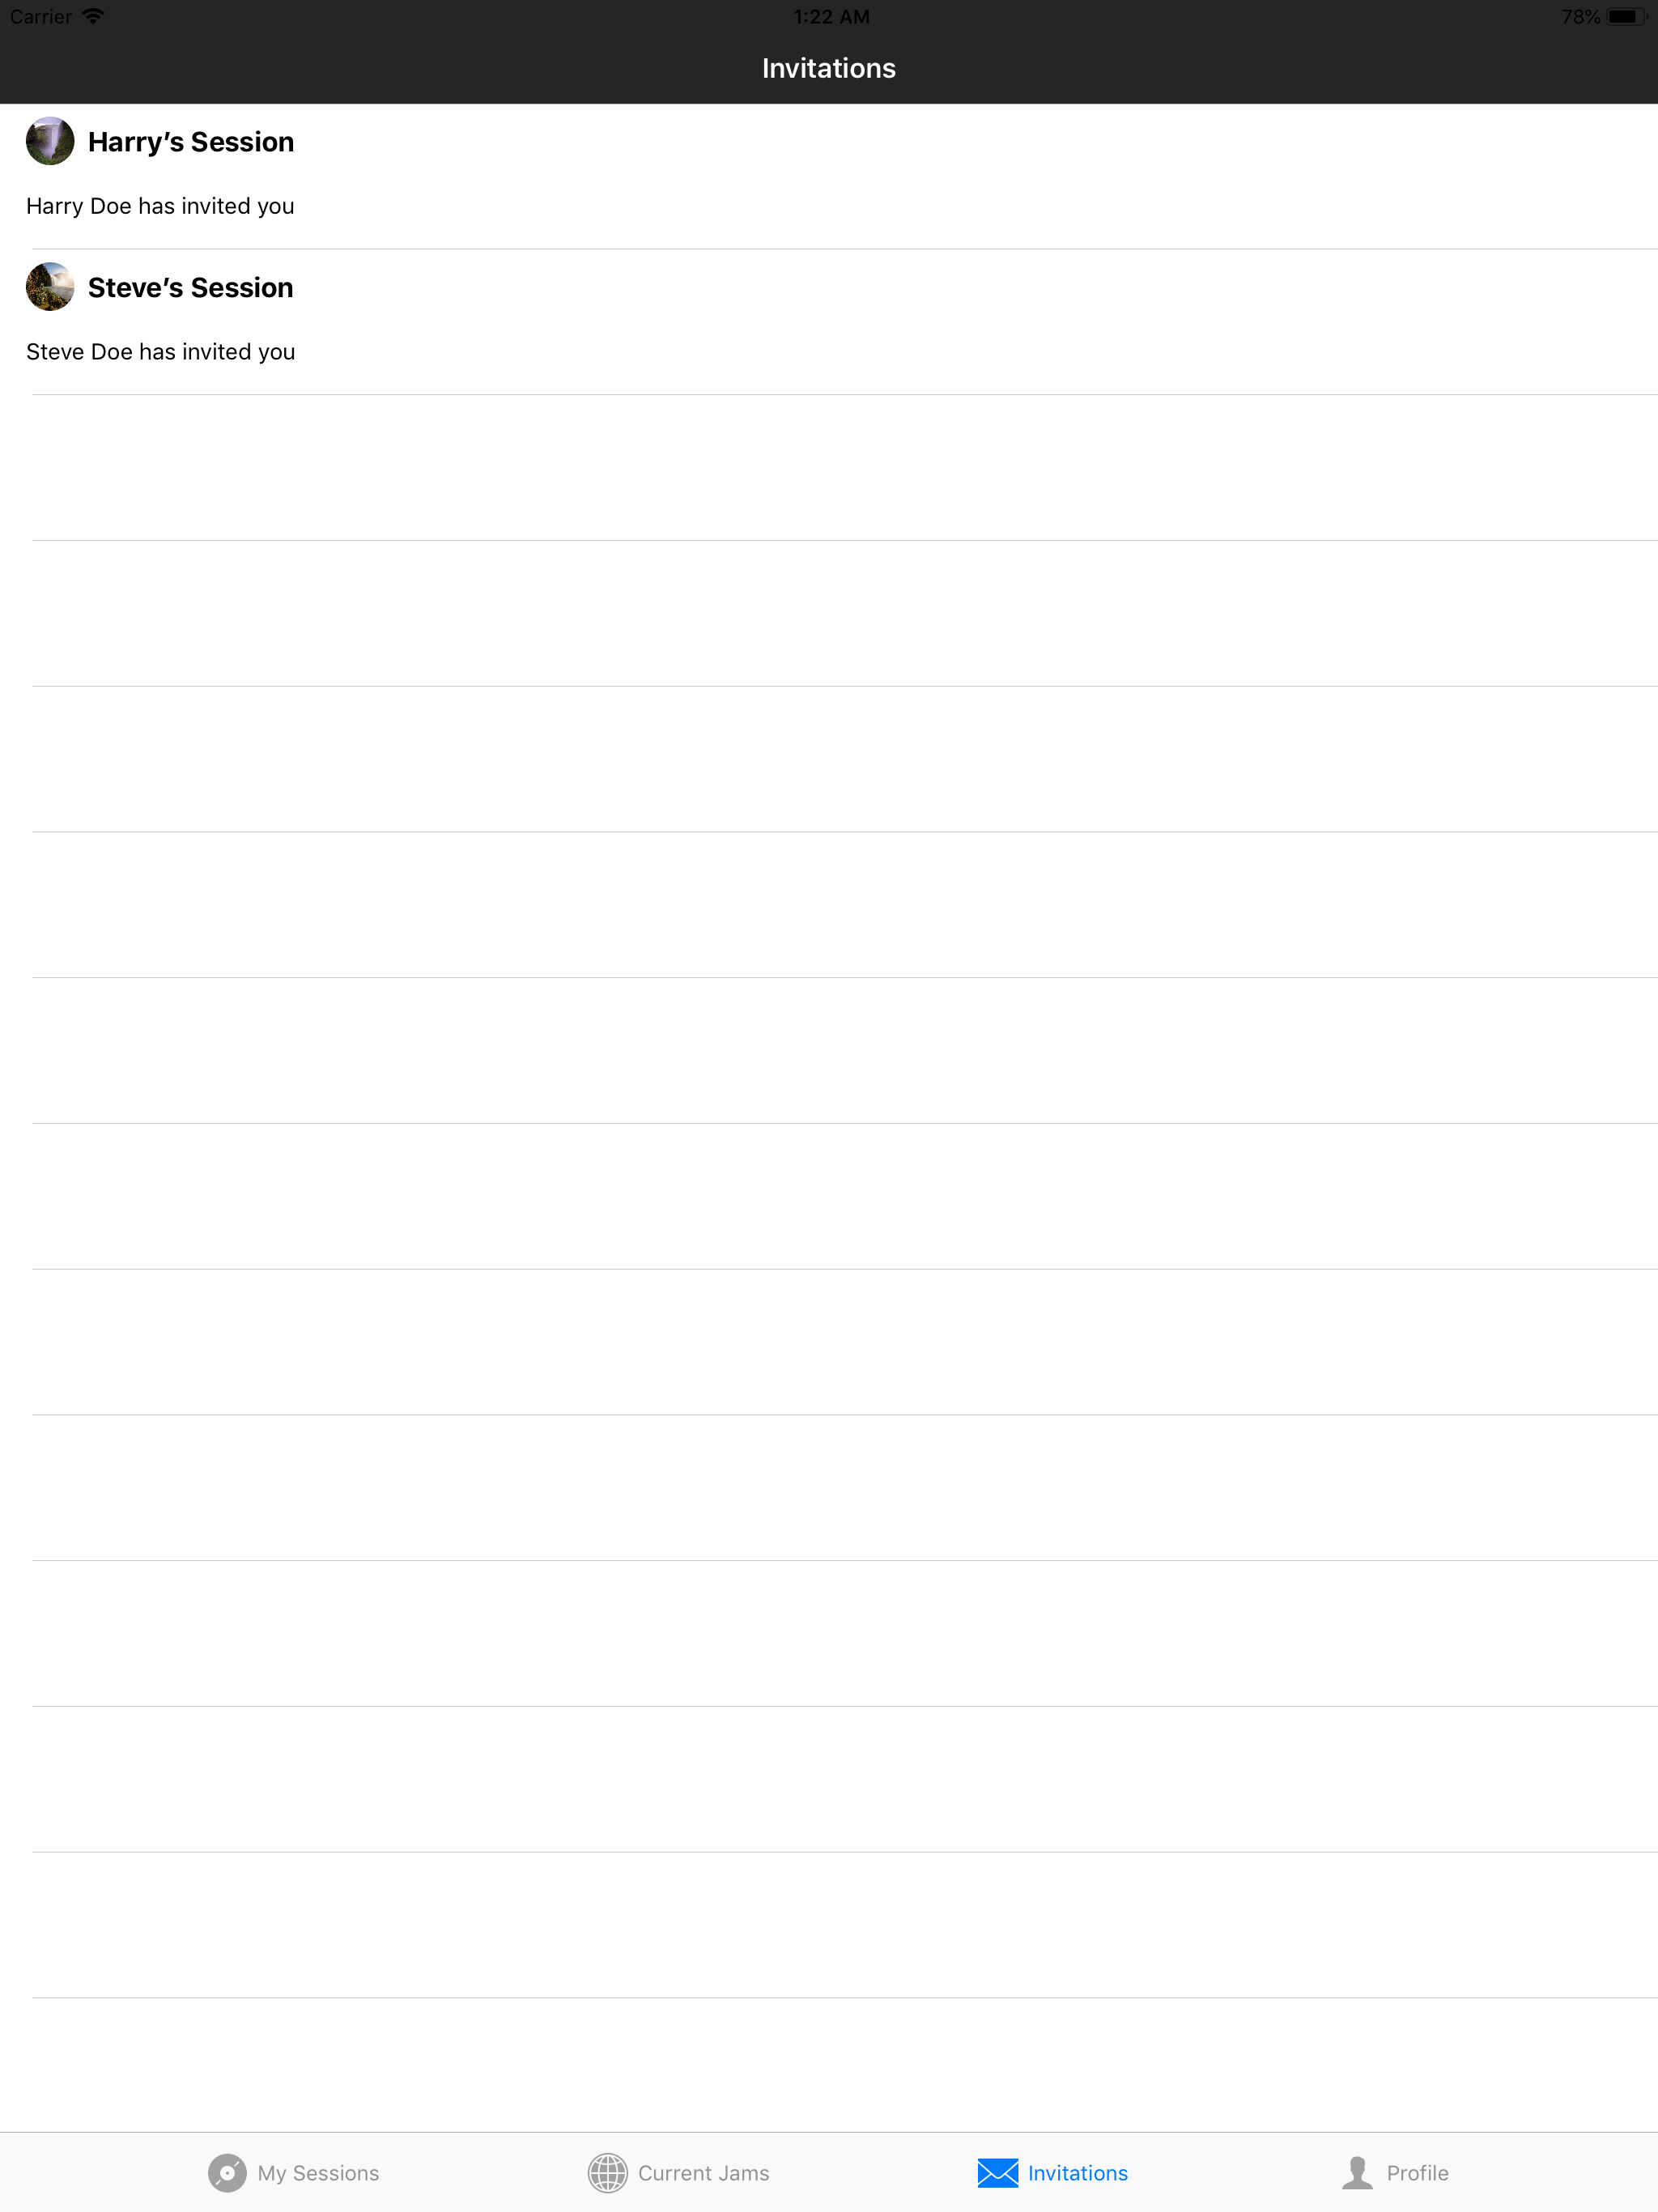 Carrier 1:22 AM 78%
Invitations
Harry’s Session
Harry Doe has invited you
Steve’s Session
Steve Doe has invited you
My Sessions Current Jams Invitations Profile